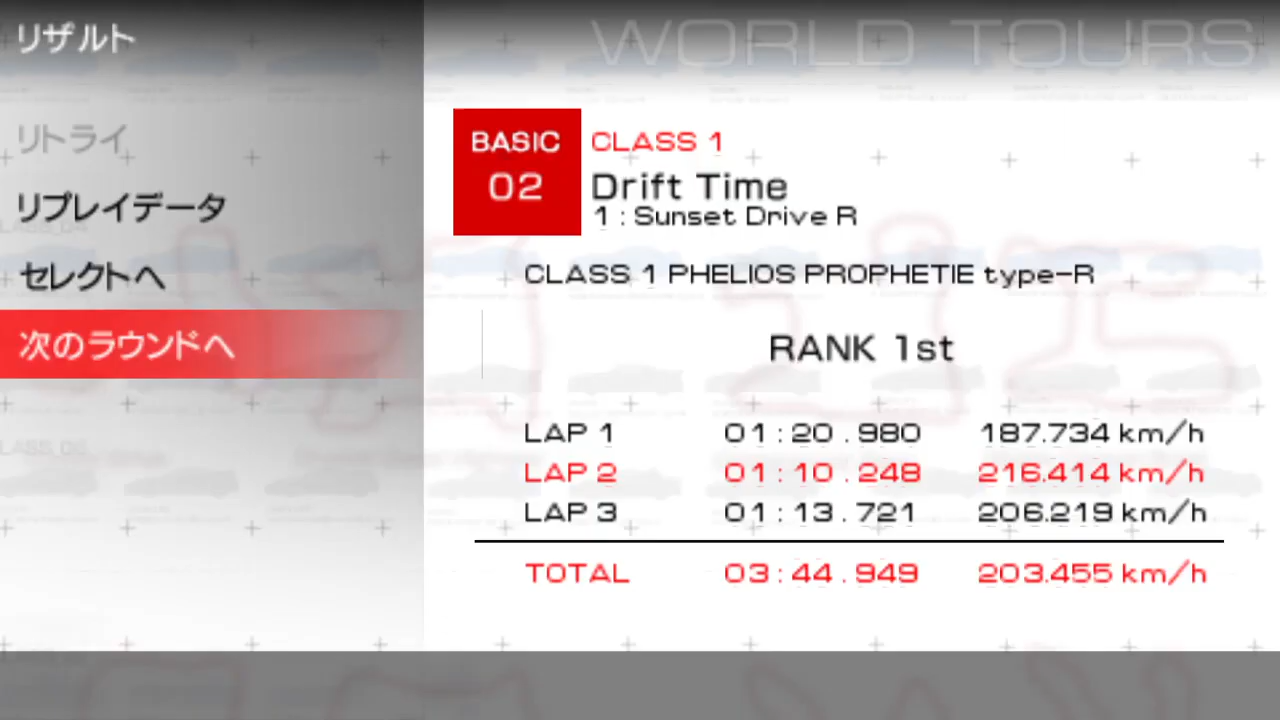 リザルト
WORLD TOURS
リトライ
リプレイデータ
セレクトへ
次のラウンドへ
BASIC
02
CLASS 1
Drift Time
1 : Sunset Drive R
CLASS 1 PHELIOS PROPHETIE type-R
RANK 1st
LAP 1 01 : 20 . 980 187.734 km/h
LAP 2 01 : 10 . 248 216.414 km/h
LAP 3 01 : 13 . 721 206.219 km/h
TOTAL 03 : 44 . 949 203.455 km/h